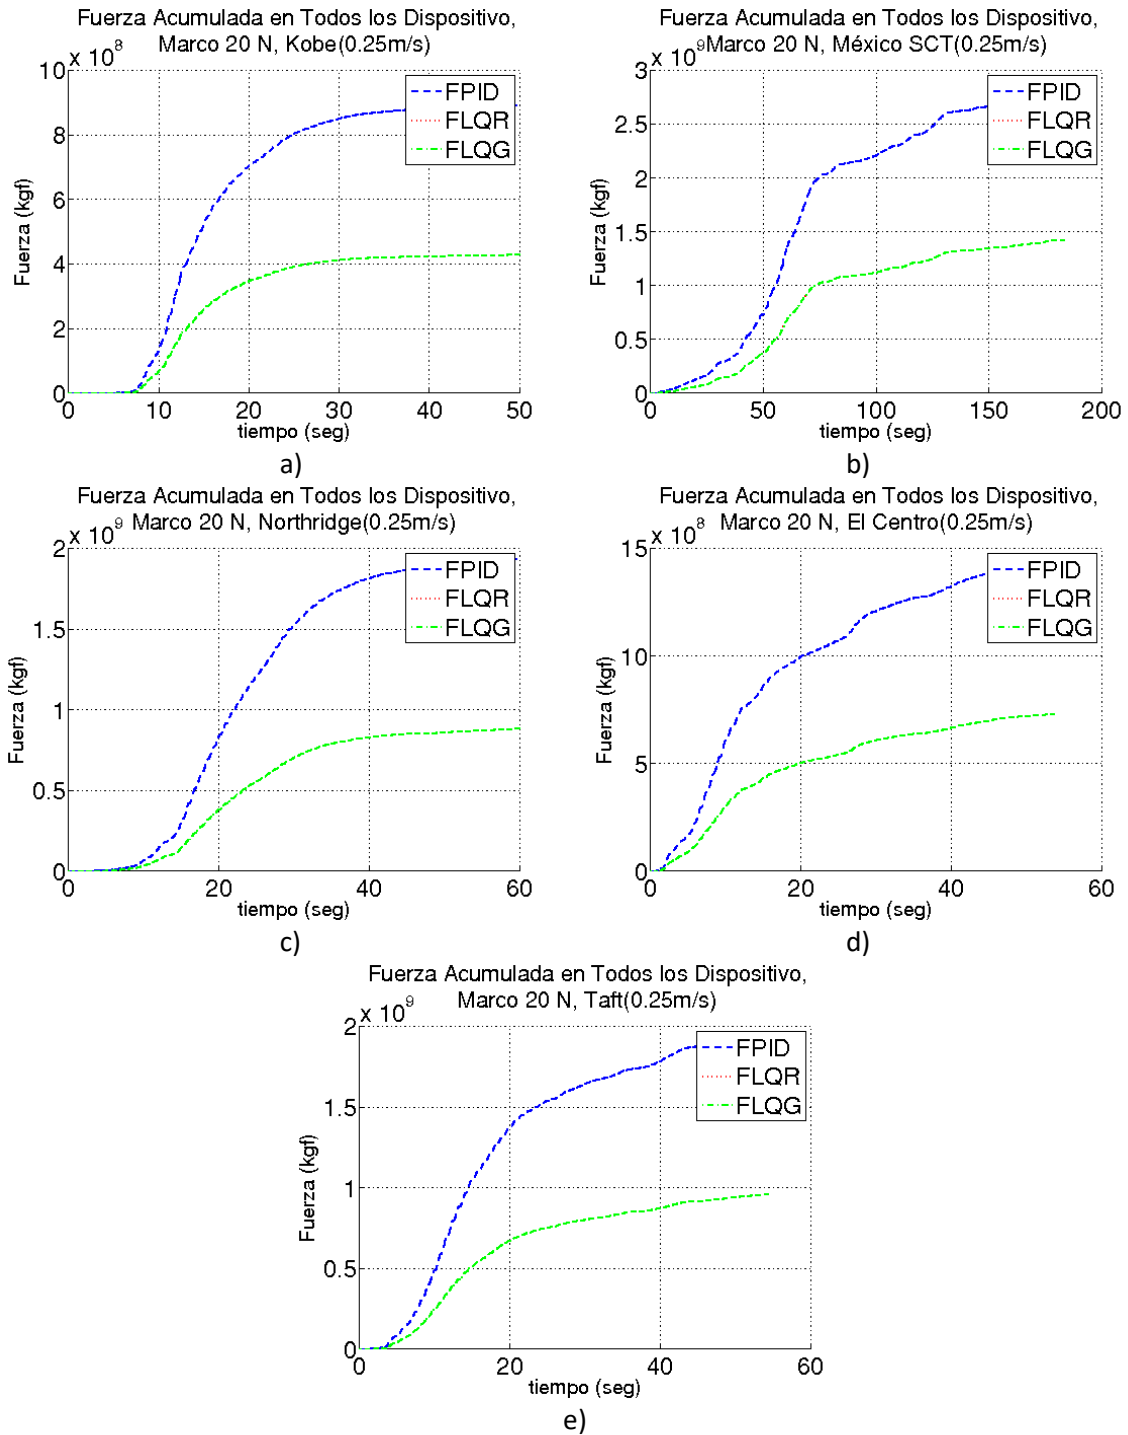 Fuerza Acumulada en Todos los Dispositivo,
Marco 20 N, Kobe(0.25m/s)
x 10^8
10
8
6
4
2
0
Fuerza (kgf)
FPID
FLQR
FLQG
0 10 20 30 40 50
tiempo (seg)
a)
Fuerza Acumulada en Todos los Dispositivo,
Marco 20 N, México SCT(0.25m/s)
x 10^9
3
2.5
2
1.5
1
0.5
0
Fuerza (kgf)
FPID
FLQR
FLQG
0 50 100 150 200
tiempo (seg)
b)
Fuerza Acumulada en Todos los Dispositivo,
Marco 20 N, Northridge(0.25m/s)
x 10^9
2
1.5
1
0.5
0
Fuerza (kgf)
FPID
FLQR
FLQG
0 20 40 60
tiempo (seg)
c)
Fuerza Acumulada en Todos los Dispositivo,
Marco 20 N, El Centro(0.25m/s)
x 10^8
15
10
5
0
Fuerza (kgf)
FPID
FLQR
FLQG
0 20 40 60
tiempo (seg)
d)
Fuerza Acumulada en Todos los Dispositivo,
Marco 20 N, Taft(0.25m/s)
x 10^9
2
1.5
1
0.5
0
Fuerza (kgf)
FPID
FLQR
FLQG
0 20 40 60
tiempo (seg)
e)